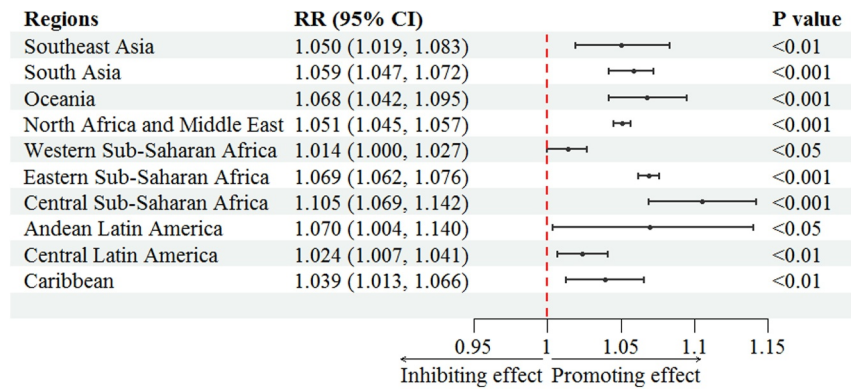 Regions RR (95% CI) P value
Southeast Asia 1.050 (1.019, 1.083) <0.01
South Asia 1.059 (1.047, 1.072) <0.001
Oceania 1.068 (1.042, 1.095) <0.001
North Africa and Middle East 1.051 (1.045, 1.057) <0.001
Western Sub-Saharan Africa 1.014 (1.000, 1.027) <0.05
Eastern Sub-Saharan Africa 1.069 (1.062, 1.076) <0.001
Central Sub-Saharan Africa 1.105 (1.069, 1.142) <0.001
Andean Latin America 1.070 (1.004, 1.140) <0.05
Central Latin America 1.024 (1.007, 1.041) <0.01
Caribbean 1.039 (1.013, 1.066) <0.01
0.95 1 1.05 1.1 1.15
Inhibiting effect Promoting effect